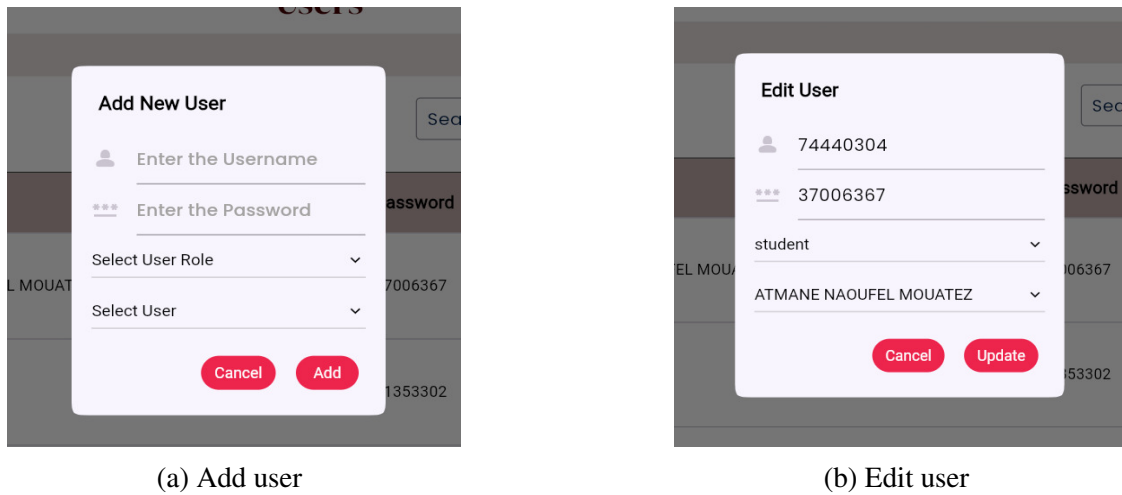 Users
Add New User
Sea
Enter the Username
Enter the Password
assword
Select User Role
L MOUAT
7006367
Select User
Cancel
Add
1353302
(a) Add user
Edit User
Sec
74440304
37006367
ssword
student
EL MOU
06367
ATMANE NAOUFEL MOUATEZ
Cancel
Update
353302
(b) Edit user